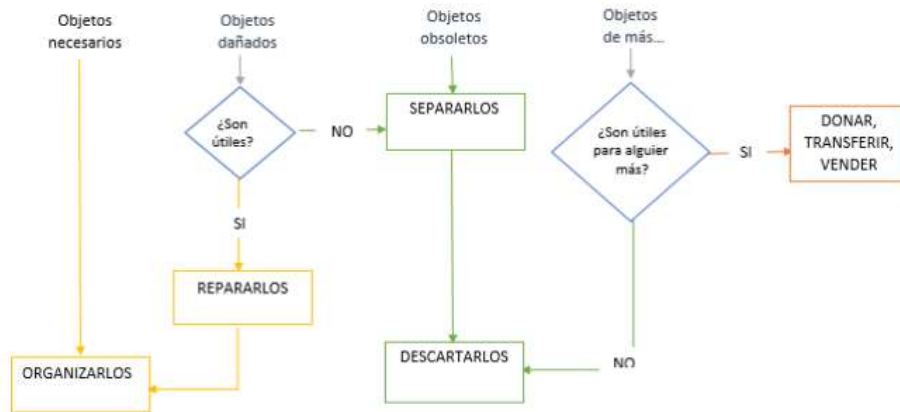 Objetos
necesarios
Objetos
dañados
Objetos
obsoletos
Objetos
de más...
¿Son
útiles?
NO
SEPARARLOS
¿Son útiles
para alguier
más?
SI
DONAR,
TRANSFERIR,
VENDER
SI
REPARARLOS
ORGANIZARLOS
DESCARTARLOS
NO